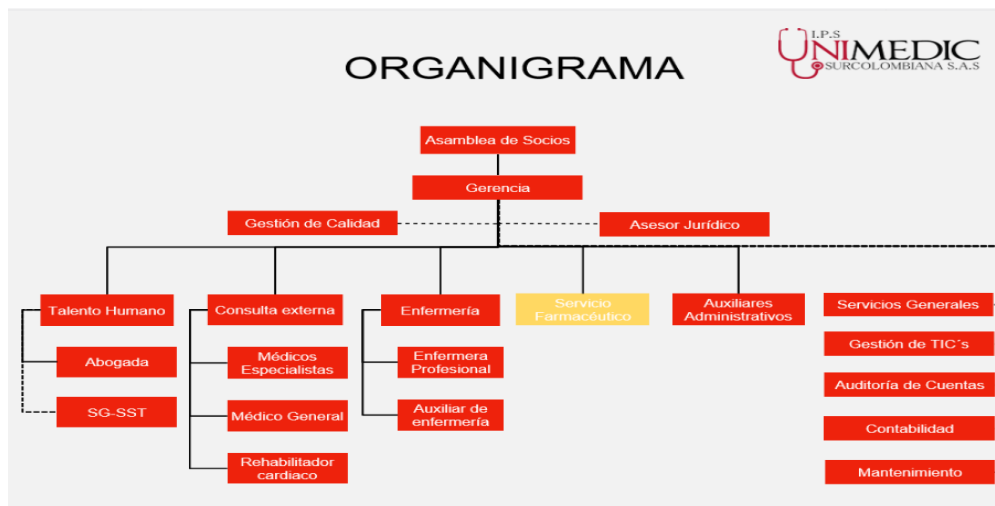 I.P.S
UNIMEDIC
SURCOLOMBIANA S.A.S
ORGANIGRAMA
Asamblea de Socios
Gerencia
Gestión de Calidad
Asesor Jurídico
Talento Humano
Abogada
SG-SST
Consulta externa
Médicos
Especialistas
Médico General
Rehabilitador
cardiaco
Enfermería
Enfermera
Profesional
Auxiliar de
enfermería
Servicio
Farmacéutico
Auxiliares
Administrativos
Servicios Generales
Gestión de TIC´s
Auditoría de Cuentas
Contabilidad
Mantenimiento